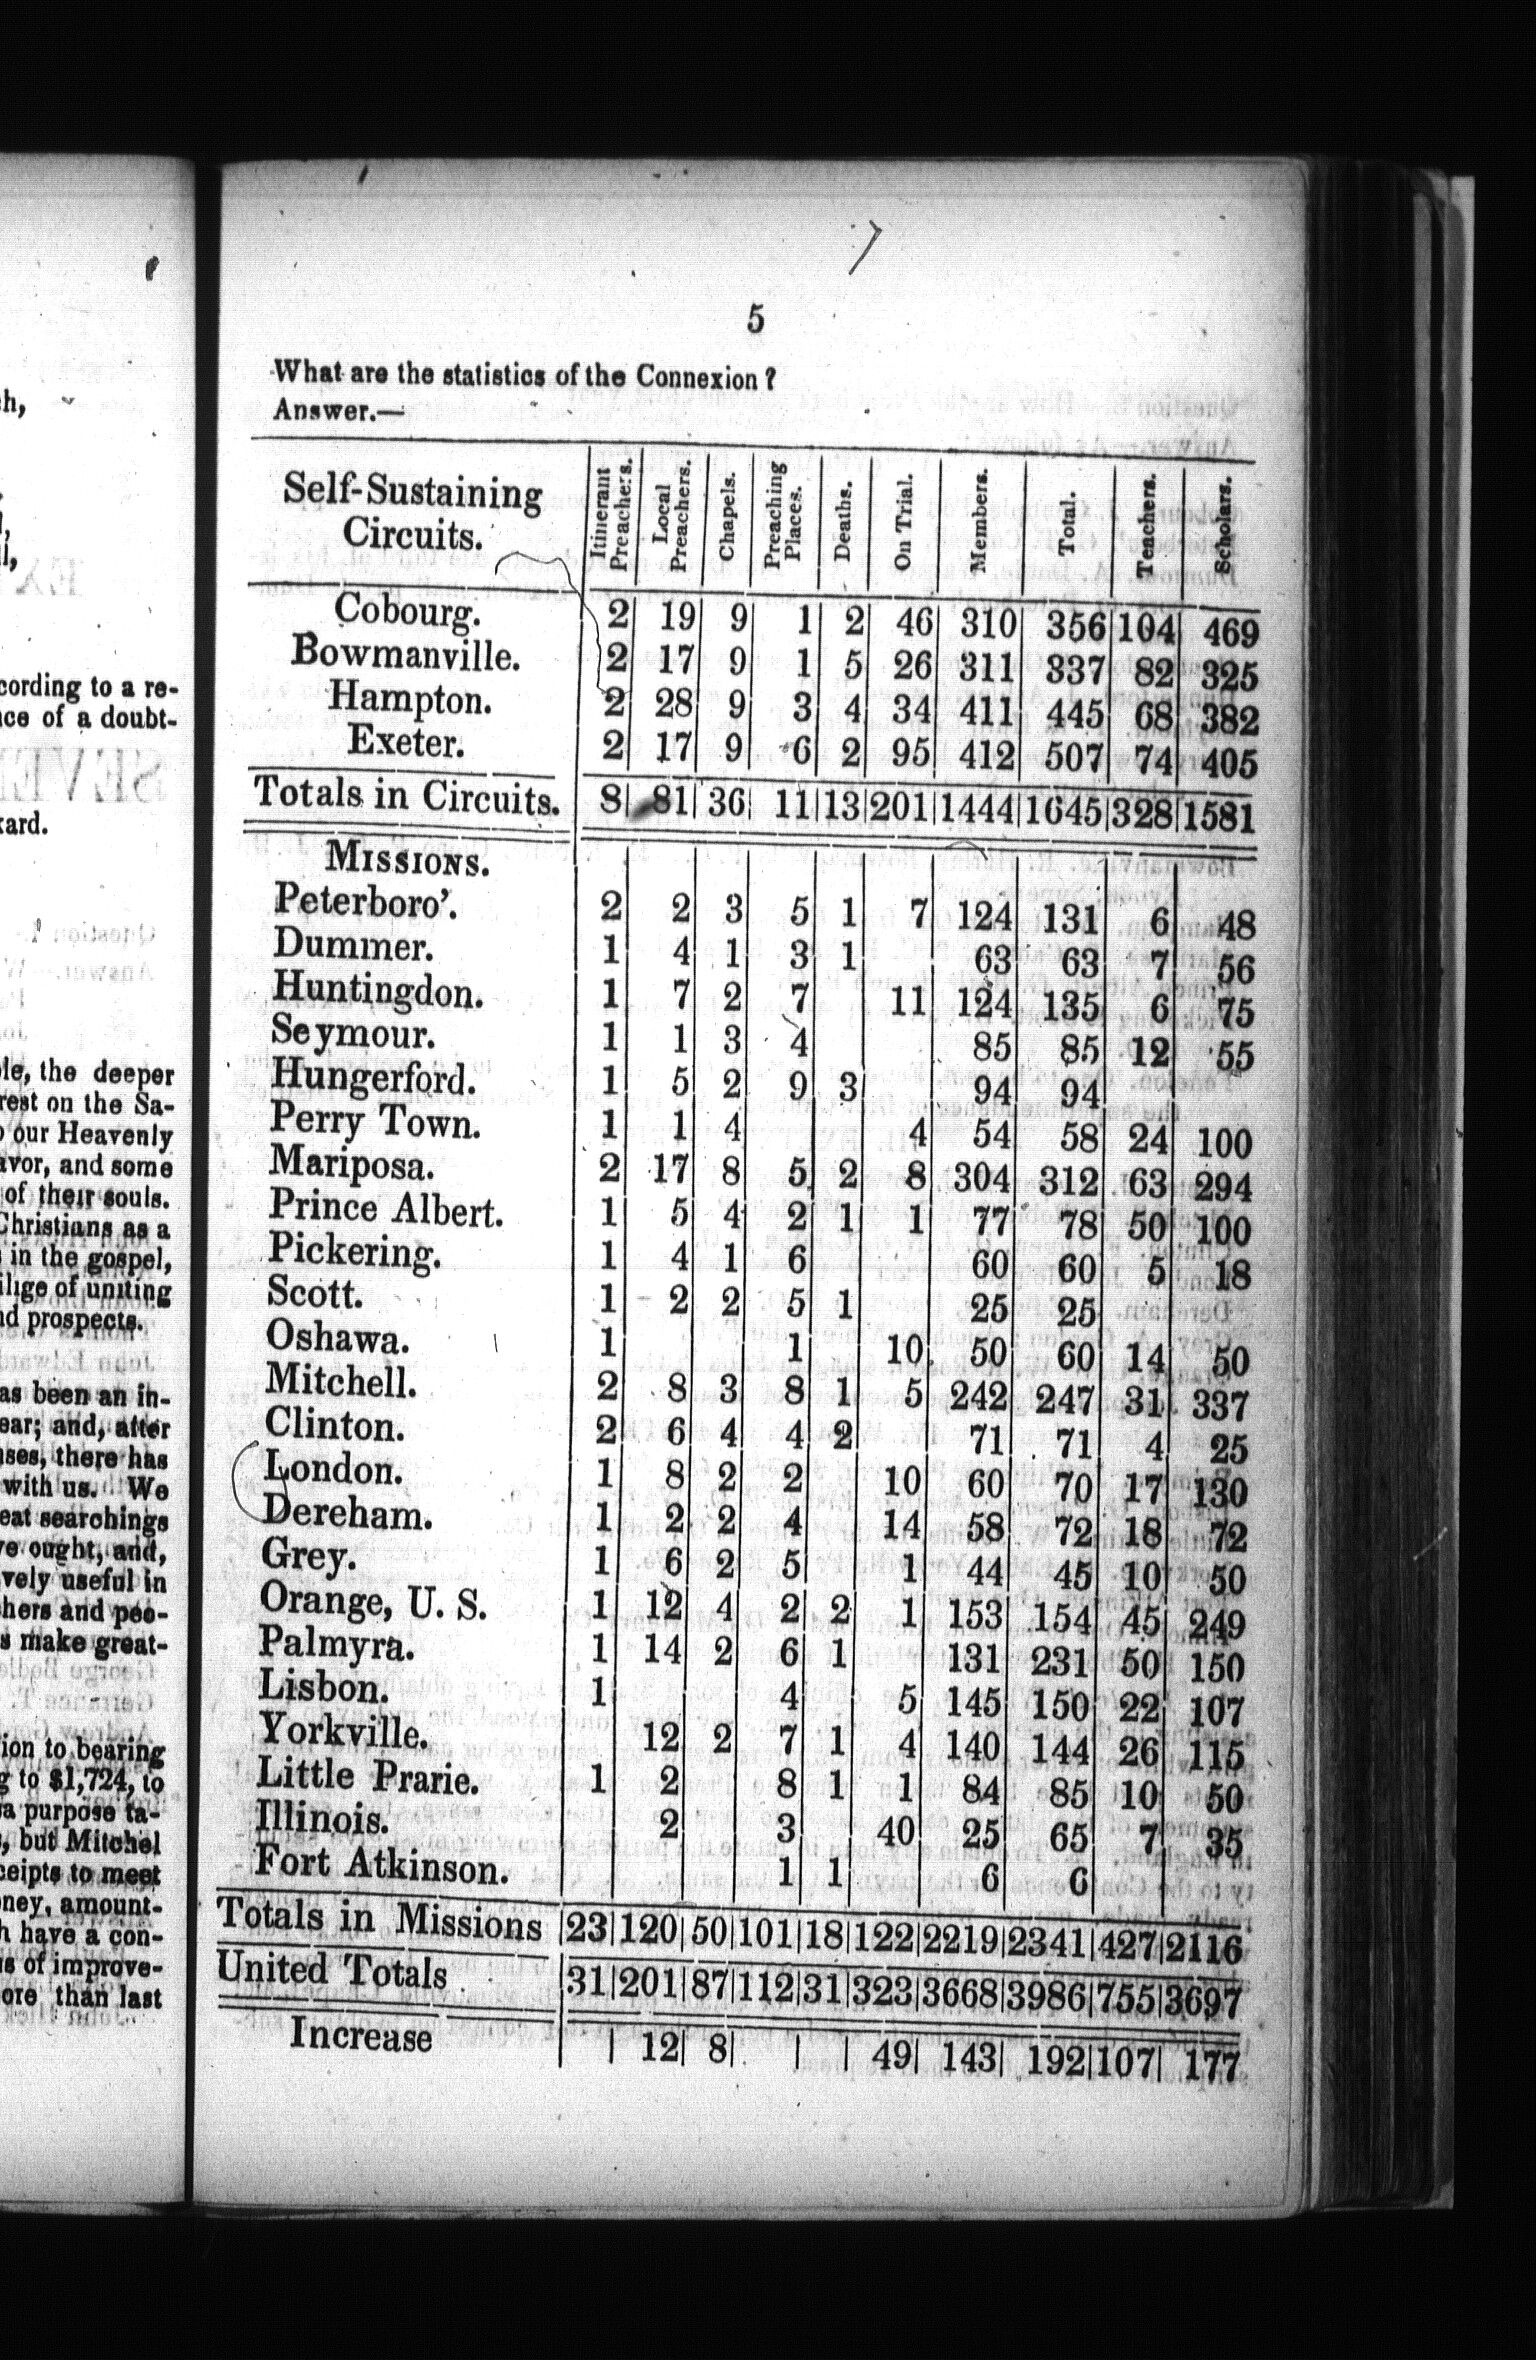 5
What are the statistics of the Connexion?
Answer.—
Self-Sustaining Circuits. | Itinerant Preachers. | Local Preachers. | Chapels. | Preaching Places. | Deaths. | On Trial. | Members. | Total. | Teachers. | Scholars.
Cobourg. 2 19 9 1 2 46 310 356 104 469
Bowmanville. 2 17 9 1 5 26 311 337 82 325
Hampton. 2 28 9 3 4 34 411 445 68 382
Exeter. 2 17 9 6 2 95 412 507 74 405
Totals in Circuits. 8 81 36 11 13 201 1444 1645 328 1581
MISSIONS.
Peterboro'. 2 2 3 5 1 7 124 131 6 48
Dummer. 1 4 1 3 1 63 63 7 56
Huntingdon. 1 7 2 7 11 124 135 6 75
Seymour. 1 1 3 4 85 85 12 55
Hungerford. 1 5 2 9 3 94 94
Perry Town. 1 1 4 4 54 58 24 100
Mariposa. 2 17 8 5 2 8 304 312 63 294
Prince Albert. 1 5 4 2 1 1 77 78 50 100
Pickering. 1 4 1 6 60 60 5 18
Scott. 1 2 2 5 1 25 25
Oshawa. 1 1 10 50 60 14 50
Mitchell. 2 8 3 8 1 5 242 247 31 337
Clinton. 2 6 4 4 2 71 71 4 25
London. 1 8 2 2 10 60 70 17 130
Dereham. 1 2 2 4 14 58 72 18 72
Grey. 1 6 2 5 1 44 45 10 50
Orange, U. S. 1 12 4 2 2 1 153 154 45 249
Palmyra. 1 14 2 6 1 131 231 50 150
Lisbon. 1 4 5 145 150 22 107
Yorkville. 12 2 7 1 4 140 144 26 115
Little Prarie. 1 2 8 1 1 84 85 10 50
Illinois. 2 3 40 25 65 7 35
Fort Atkinson. 1 1 6 6
Totals in Missions 23 120 50 101 18 122 2219 2341 427 2116
United Totals 31 201 87 112 31 323 3668 3986 755 3697
Increase 12 8 49 143 192 107 177